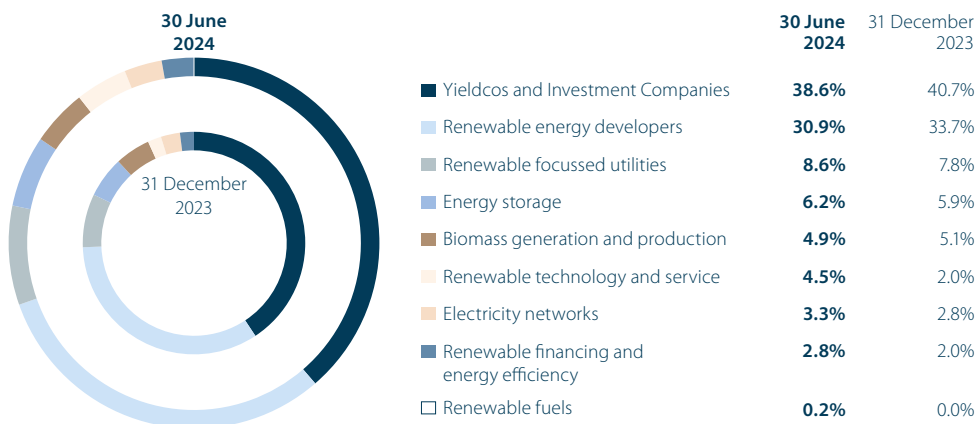 30 June
2024
31 December
2023
30 June 31 December
2024 2023
Yieldcos and Investment Companies 38.6% 40.7%
Renewable energy developers 30.9% 33.7%
Renewable focussed utilities 8.6% 7.8%
Energy storage 6.2% 5.9%
Biomass generation and production 4.9% 5.1%
Renewable technology and service 4.5% 2.0%
Electricity networks 3.3% 2.8%
Renewable financing and 2.8% 2.0%
energy efficiency
Renewable fuels 0.2% 0.0%